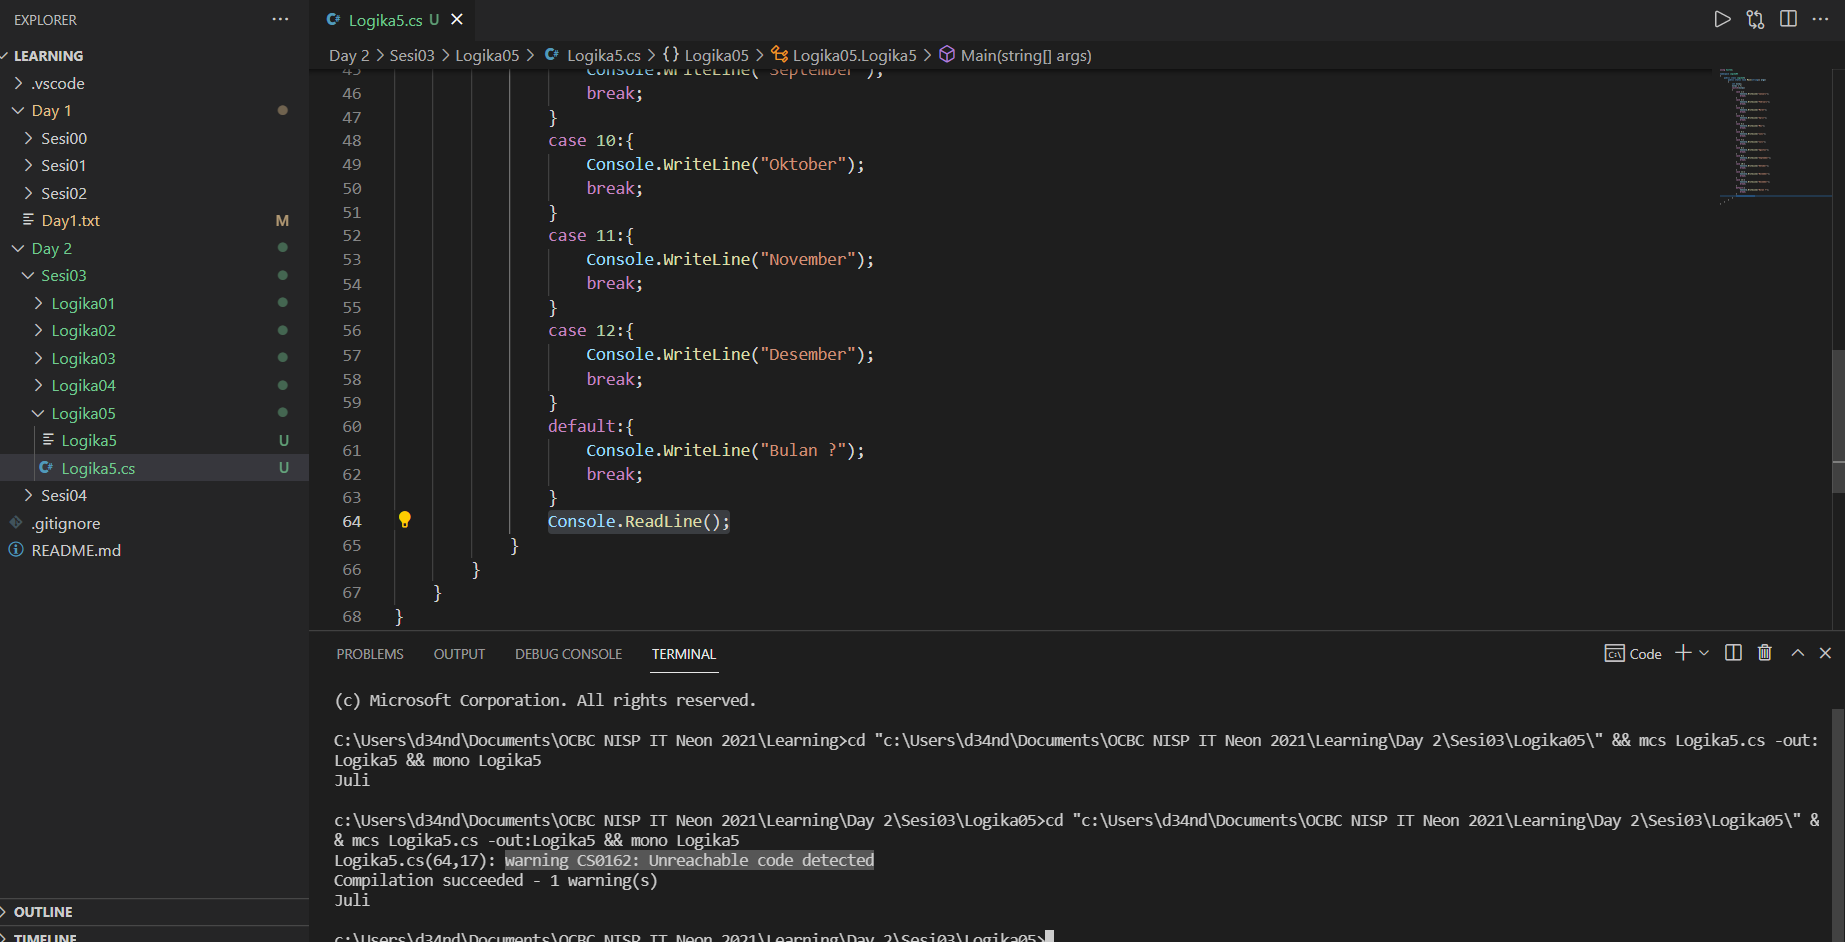 EXPLORER
LEARNING
.vscode
Day 1
Sesi00
Sesi01
Sesi02
Day1.txt M
Day 2
Sesi03
Logika01
Logika02
Logika03
Logika04
Logika05
Logika5 U
Logika5.cs U
Sesi04
.gitignore
README.md
OUTLINE
TIMELINE
Logika5.cs U
Day 2 > Sesi03 > Logika05 > Logika5.cs > {} Logika05 > Logika05.Logika5 > Main(string[] args)
45 Console.WriteLine("September");
46 break;
47 }
48 case 10:{
49 Console.WriteLine("Oktober");
50 break;
51 }
52 case 11:{
53 Console.WriteLine("November");
54 break;
55 }
56 case 12:{
57 Console.WriteLine("Desember");
58 break;
59 }
60 default:{
61 Console.WriteLine("Bulan ?");
62 break;
63 }
64 Console.ReadLine();
65 }
66 }
67 }
68 }
PROBLEMS OUTPUT DEBUG CONSOLE TERMINAL Code
(c) Microsoft Corporation. All rights reserved.
C:\Users\d34nd\Documents\OCBC NISP IT Neon 2021\Learning>cd "c:\Users\d34nd\Documents\OCBC NISP IT Neon 2021\Learning\Day 2\Sesi03\Logika05\" && mcs Logika5.cs -out:
Logika5 && mono Logika5
Juli
c:\Users\d34nd\Documents\OCBC NISP IT Neon 2021\Learning\Day 2\Sesi03\Logika05>cd "c:\Users\d34nd\Documents\OCBC NISP IT Neon 2021\Learning\Day 2\Sesi03\Logika05\" &
& mcs Logika5.cs -out:Logika5 && mono Logika5
Logika5.cs(64,17): warning CS0162: Unreachable code detected
Compilation succeeded - 1 warning(s)
Juli
c:\Users\d34nd\Documents\OCBC NISP IT Neon 2021\Learning\Day 2\Sesi03\Logika05>